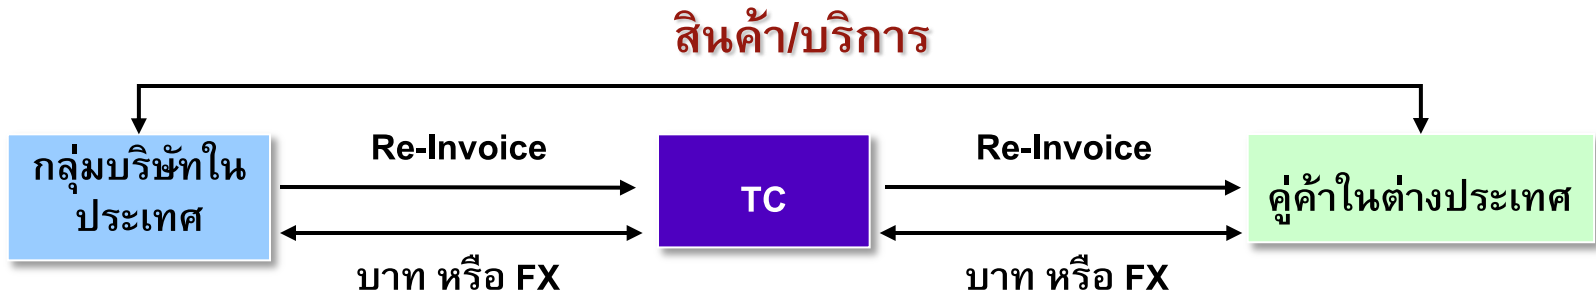 สินค้า/บริการ
กลุ่มบริษัทใน
ประเทศ
Re-Invoice
บาท หรือ FX
TC
Re-Invoice
บาท หรือ FX
คู่ค้าในต่างประเทศ